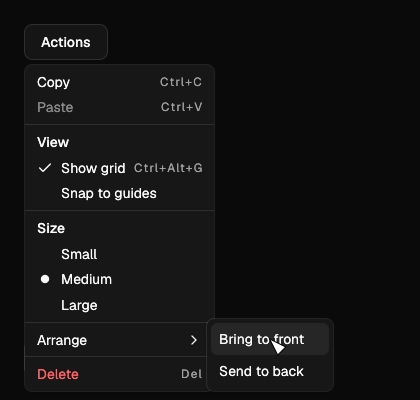 Actions
Copy Ctrl+C
Paste Ctrl+V
View
Show grid Ctrl+Alt+G
Snap to guides
Size
Small
Medium
Large
Arrange
Bring to front
Delete Del
Send to back